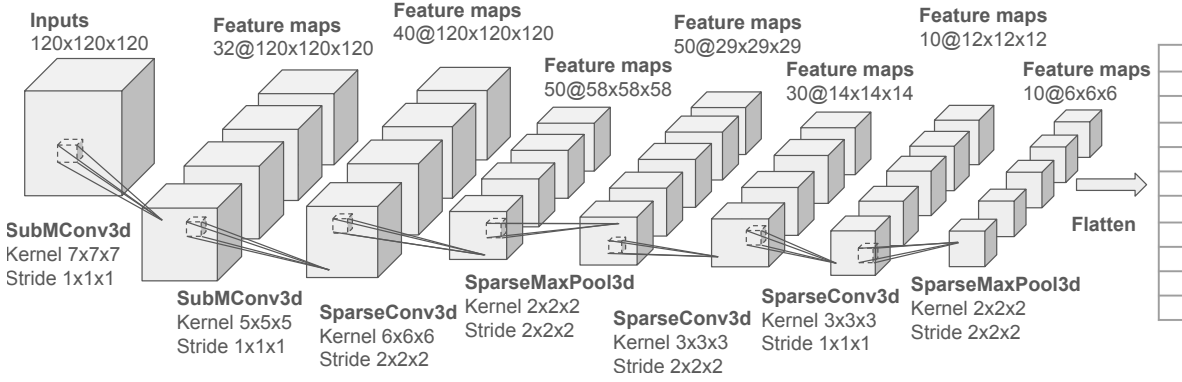 Inputs
120x120x120
Feature maps
32@120x120x120
Feature maps
40@120x120x120
Feature maps
50@58x58x58
Feature maps
50@29x29x29
Feature maps
30@14x14x14
Feature maps
10@12x12x12
Feature maps
10@6x6x6
SubMConv3d
Kernel 7x7x7
Stride 1x1x1
SubMConv3d
Kernel 5x5x5
Stride 1x1x1
SparseConv3d
Kernel 6x6x6
Stride 2x2x2
SparseMaxPool3d
Kernel 2x2x2
Stride 2x2x2
SparseConv3d
Kernel 3x3x3
Stride 2x2x2
SparseConv3d
Kernel 3x3x3
Stride 1x1x1
SparseMaxPool3d
Kernel 2x2x2
Stride 2x2x2
Flatten